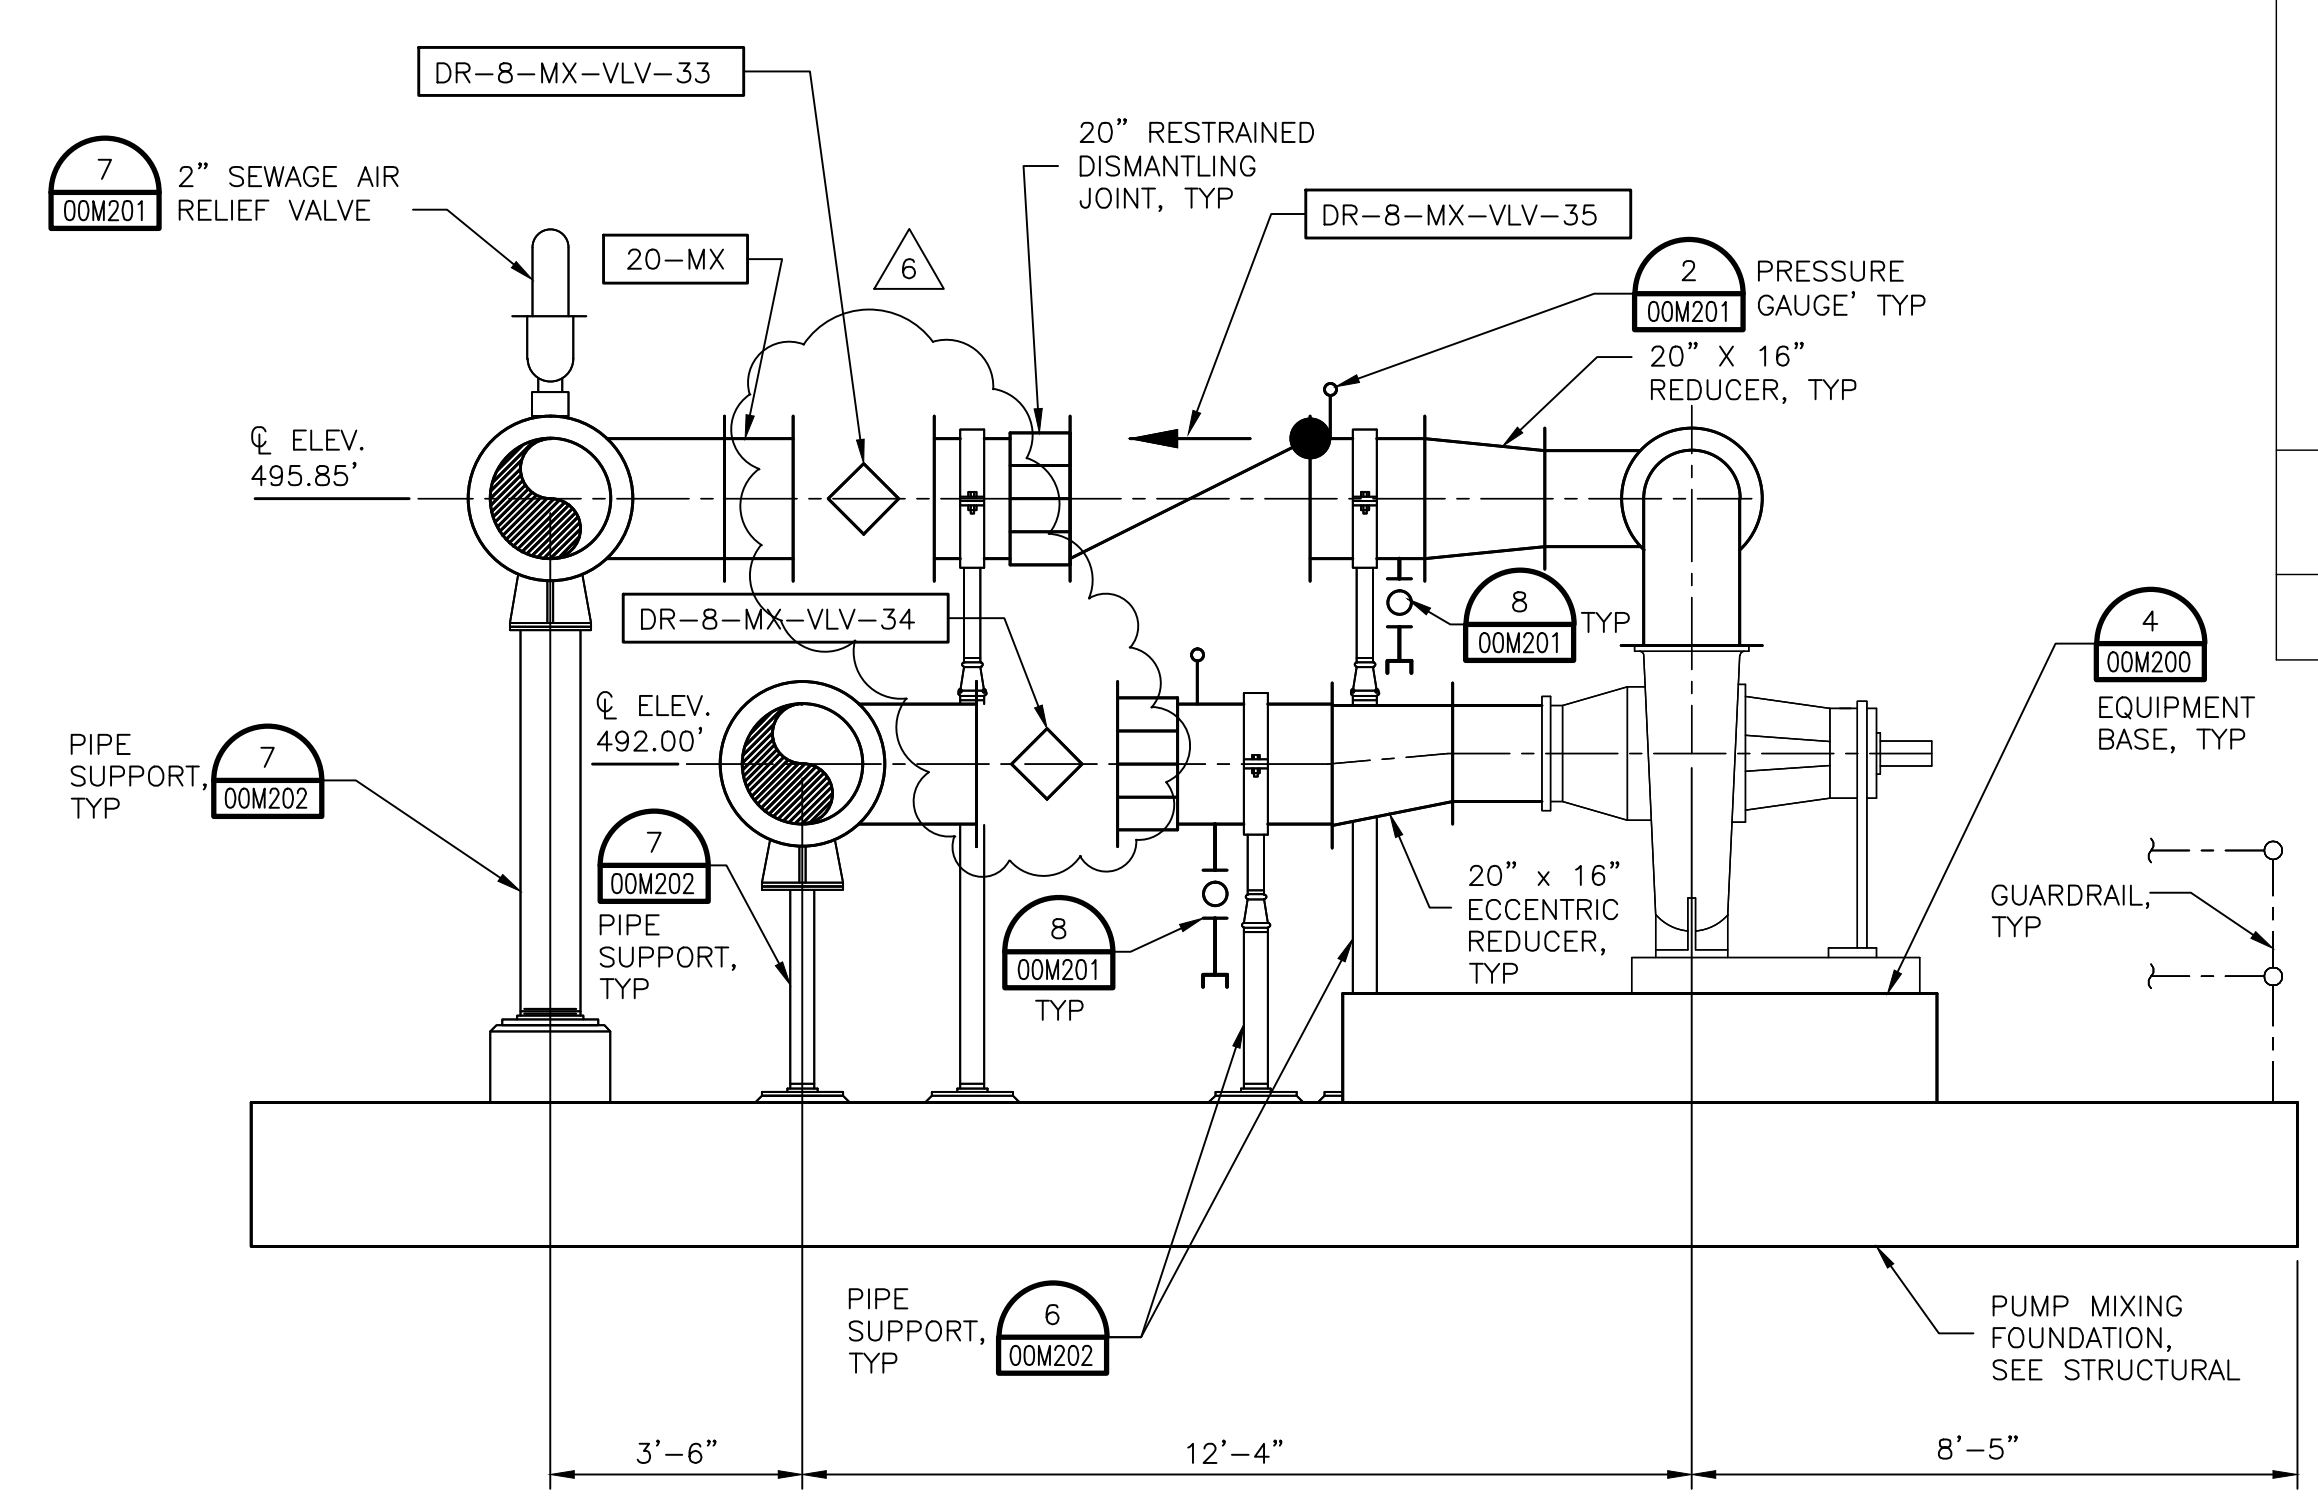 DR-8-MX-VLV-33
7
00M201
2" SEWAGE AIR
RELIEF VALVE
20-MX
6
20" RESTRAINED
DISMANTLING
JOINT, TYP
DR-8-MX-VLV-35
2
00M201
PRESSURE
GAUGE' TYP
20" X 16"
REDUCER, TYP
℄ ELEV.
495.85'
DR-8-MX-VLV-34
8
00M201
TYP
4
00M200
EQUIPMENT
BASE, TYP
℄ ELEV.
492.00'
PIPE
SUPPORT,
TYP
7
00M202
7
00M202
PIPE
SUPPORT,
TYP
8
00M201
TYP
20" x 16"
ECCENTRIC
REDUCER,
TYP
GUARDRAIL,
TYP
PIPE
SUPPORT,
TYP
6
00M202
PUMP MIXING
FOUNDATION,
SEE STRUCTURAL
3'-6"
12'-4"
8'-5"